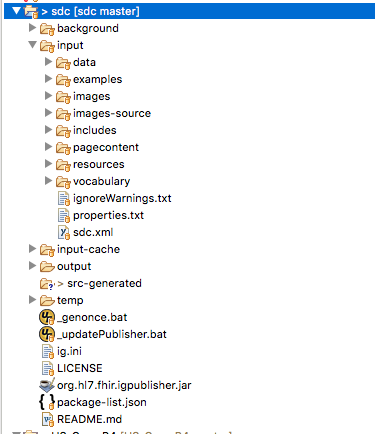 > sdc [sdc master]
background
input
data
examples
images
images-source
includes
pagecontent
resources
vocabulary
ignoreWarnings.txt
properties.txt
sdc.xml
input-cache
output
> src-generated
temp
_genonce.bat
_updatePublisher.bat
ig.ini
LICENSE
org.hl7.fhir.igpublisher.jar
package-list.json
README.md